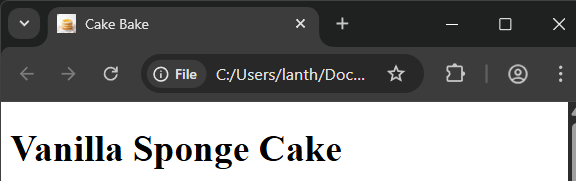 Cake Bake
File C:/Users/lanth/Doc...
Vanilla Sponge Cake